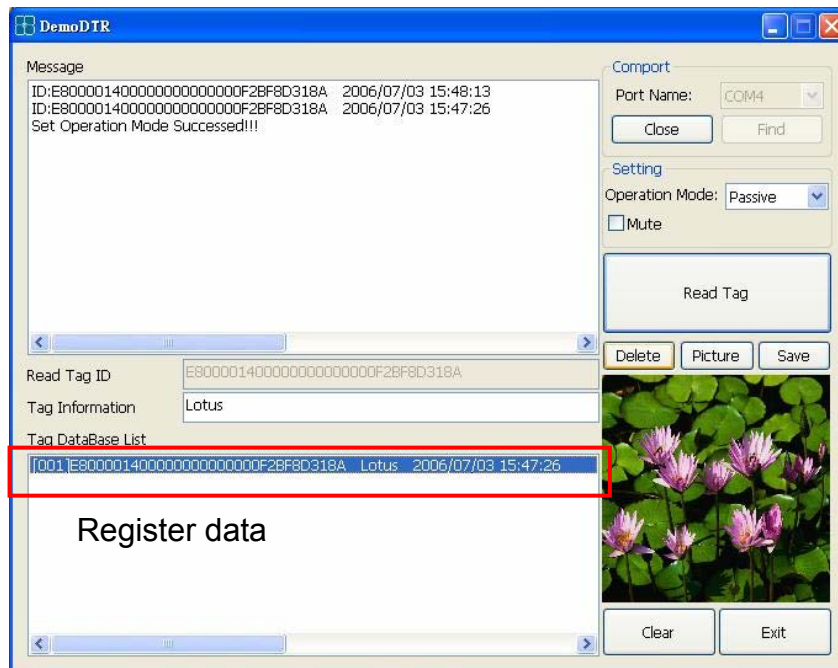 DemoDTR
Message
ID:E80000140000000000000F2BF8D318A 2006/07/03 15:48:13
ID:E80000140000000000000F2BF8D318A 2006/07/03 15:47:26
Set Operation Mode Successed!!!
Read Tag ID
E80000140000000000000F2BF8D318A
Tag Information
Lotus
Tag DataBase List
[001]E80000140000000000000F2BF8D318A Lotus 2006/07/03 15:47:26
Register data
Comport
Port Name:
COM4
Close
Find
Setting
Operation Mode:
Passive
Mute
Read Tag
Delete
Picture
Save
Clear
Exit